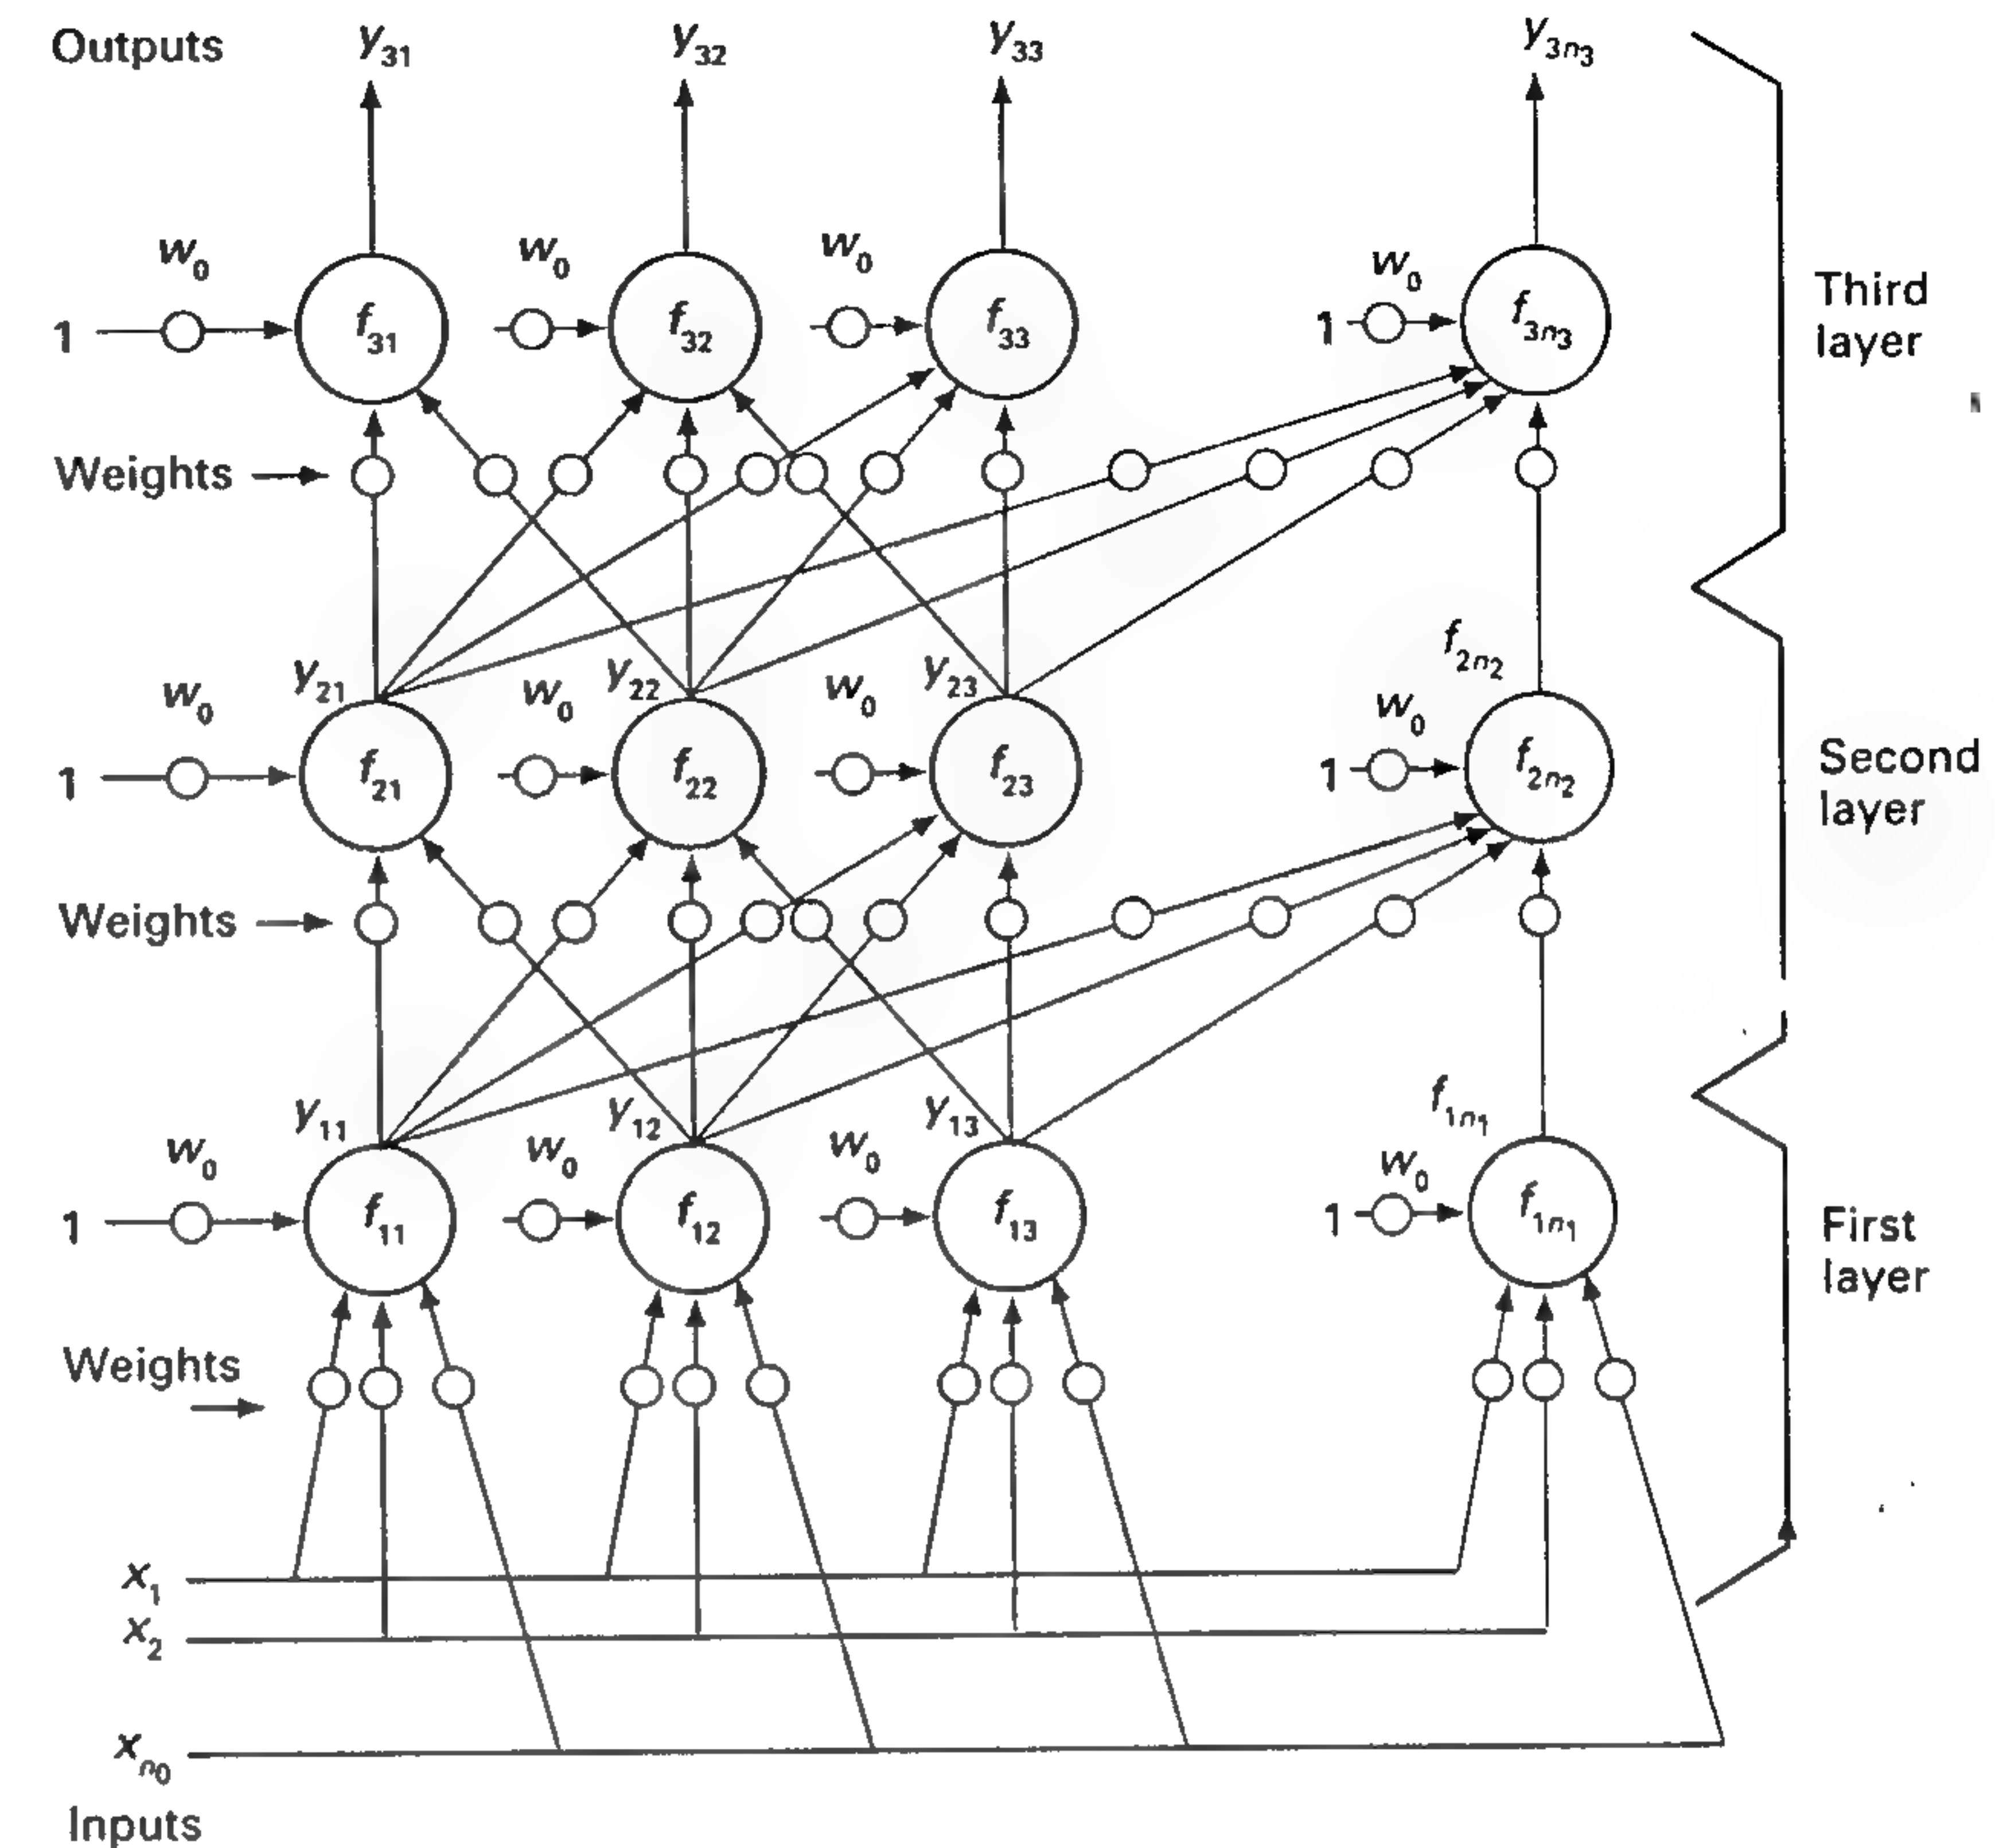 Outputs y₃₁ y₃₂ y₃₃ y₃ₙ₃
w₀ w₀ w₀ w₀
1 f₃₁ f₃₂ f₃₃ 1 f₃ₙ₃
Third
layer
Weights
y₂₁ y₂₂ y₂₃ f₂ₙ₂
w₀ w₀ w₀ w₀
1 f₂₁ f₂₂ f₂₃ 1 f₂ₙ₂
Second
layer
Weights
y₁₁ y₁₂ y₁₃ f₁ₙ₁
w₀ w₀ w₀ w₀
1 f₁₁ f₁₂ f₁₃ 1 f₁ₙ₁
First
layer
Weights
x₁
x₂
xₙ₀
Inputs